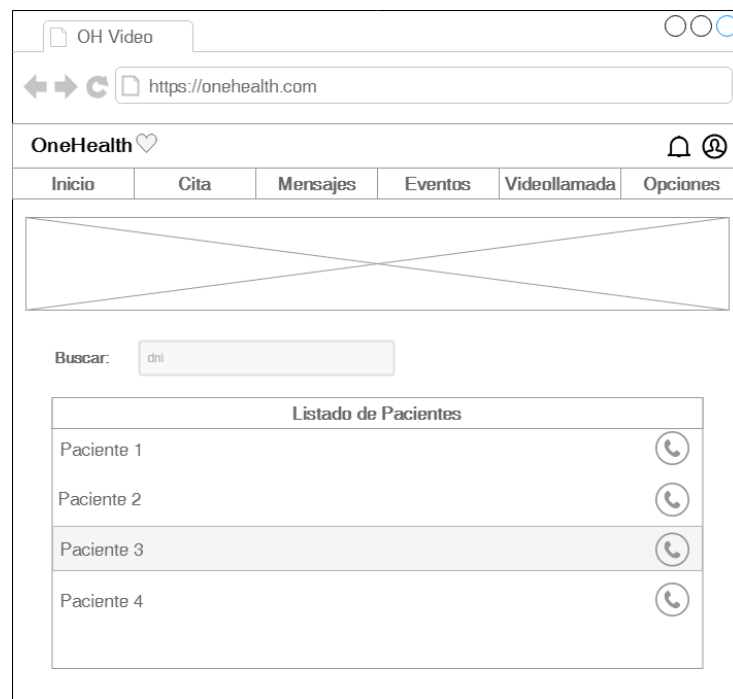 OH Video
https://onehealth.com
OneHealth
Inicio Cita Mensajes Eventos Videollamada Opciones
Buscar: dni
Listado de Pacientes
Paciente 1
Paciente 2
Paciente 3
Paciente 4